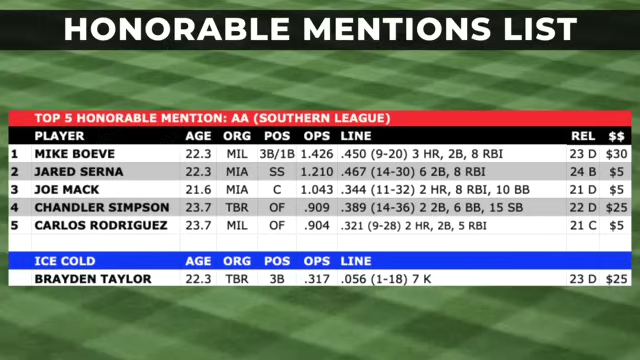 HONORABLE MENTIONS LIST
TOP 5 HONORABLE MENTION: AA (SOUTHERN LEAGUE)
PLAYER AGE ORG POS OPS LINE REL $$
1 MIKE BOEVE 22.3 MIL 3B/1B 1.426 .450 (9-20) 3 HR, 2B, 8 RBI 23 D $30
2 JARED SERNA 22.3 MIA SS 1.210 .467 (14-30) 6 2B, 8 RBI 24 B $5
3 JOE MACK 21.6 MIA C 1.043 .344 (11-32) 2 HR, 8 RBI, 10 BB 21 D $5
4 CHANDLER SIMPSON 23.7 TBR OF .909 .389 (14-36) 2 2B, 6 BB, 15 SB 22 D $25
5 CARLOS RODRIGUEZ 23.7 MIL OF .904 .321 (9-28) 2 HR, 2B, 5 RBI 21 C $5
ICE COLD AGE ORG POS OPS LINE
BRAYDEN TAYLOR 22.3 TBR 3B .317 .056 (1-18) 7 K 23 D $25